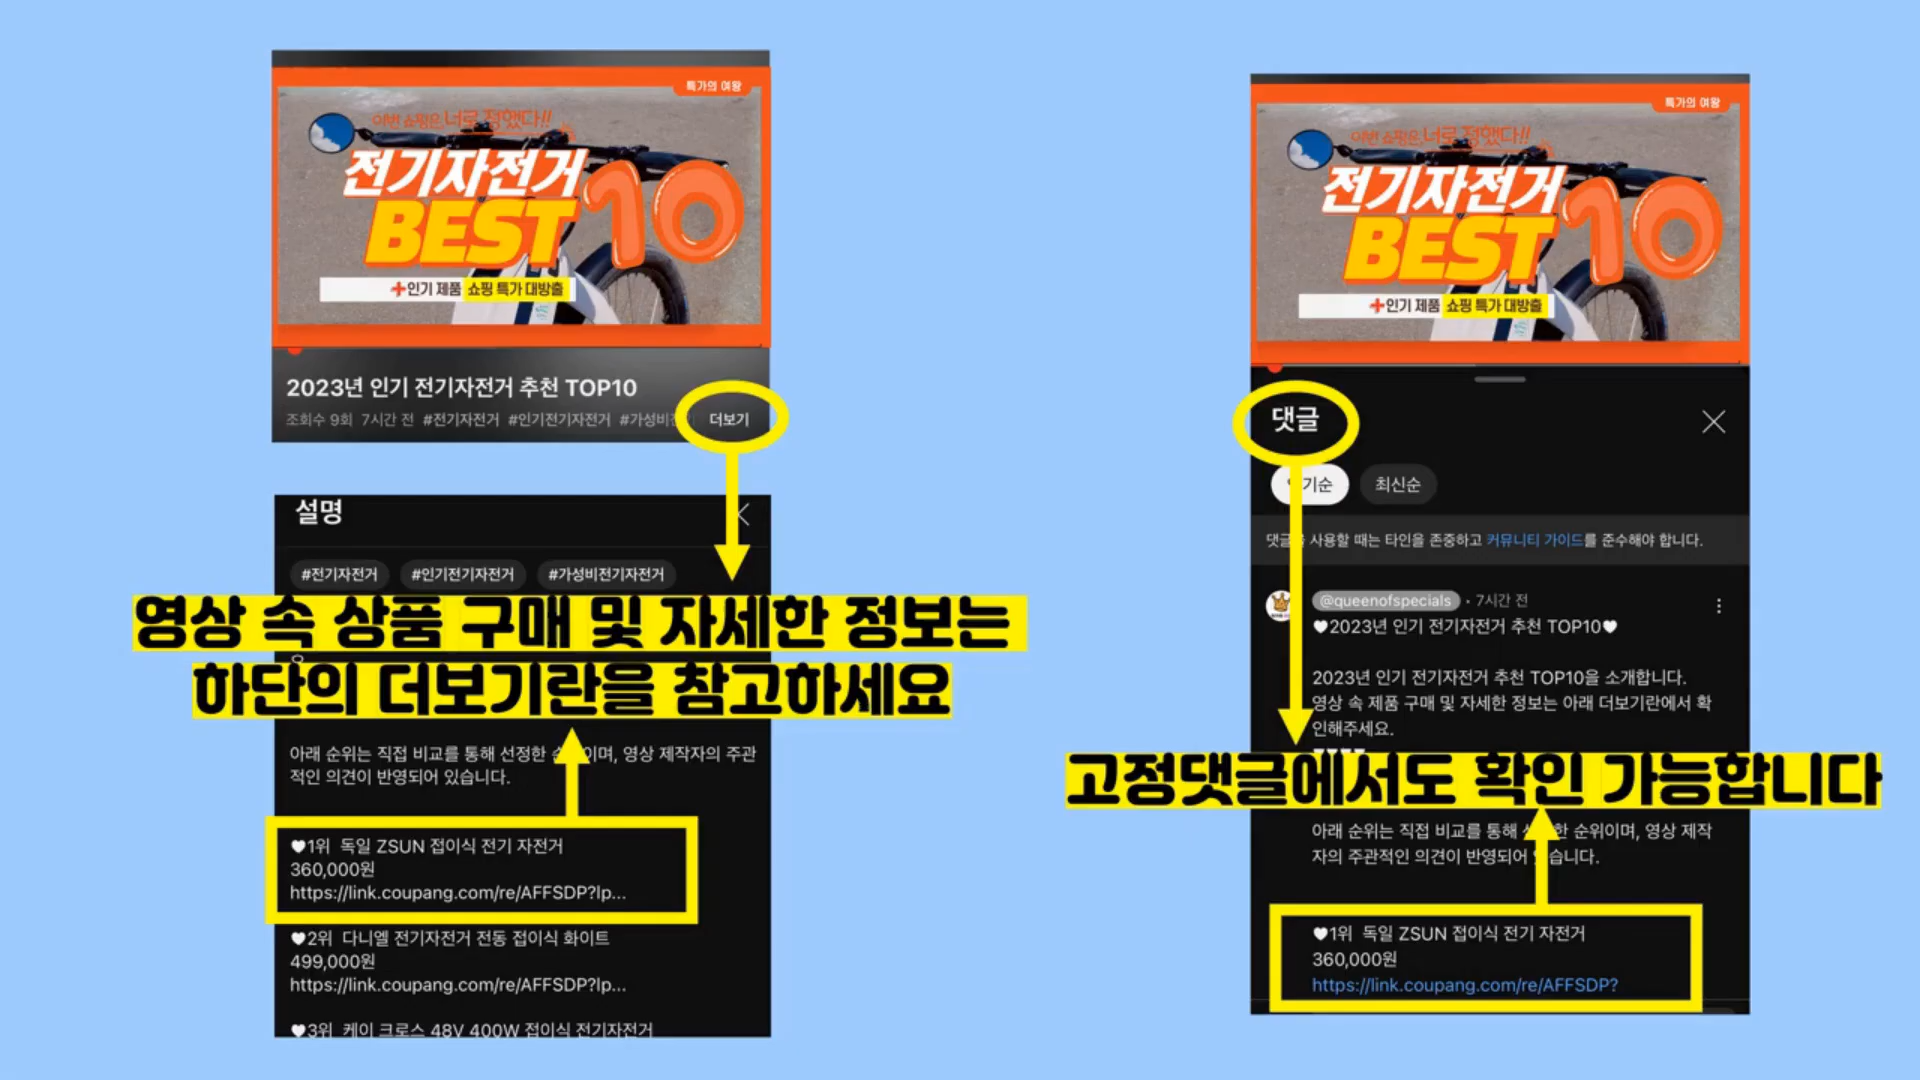 특가의 여왕
이번 쇼핑은 너로 정했다!!
전기자전거
BEST 10
+인기 제품 쇼핑 특가 대방출
2023년 인기 전기자전거 추천 TOP10
조회수 9회 7시간 전 #전기자전거 #인기전기자전거 #가성비전
더보기
설명
#전기자전거 #인기전기자전거 #가성비전기자전거
영상 속 상품 구매 및 자세한 정보는
하단의 더보기란을 참고하세요
아래 순위는 직접 비교를 통해 선정한 순위이며, 영상 제작자의 주관
적인 의견이 반영되어 있습니다.
♥1위 독일 ZSUN 접이식 전기 자전거
360,000원
https://link.coupang.com/re/AFFSDP?lp...
♥2위 다니엘 전기자전거 전동 접이식 화이트
499,000원
https://link.coupang.com/re/AFFSDP?lp...
♥3위 케이 크로스 48V 400W 접이식 전기자전거
특가의 여왕
이번 쇼핑은 너로 정했다!!
전기자전거
BEST 10
+인기 제품 쇼핑 특가 대방출
댓글
인기순 최신순
댓글을 사용할 때는 타인을 존중하고 커뮤니티 가이드를 준수해야 합니다.
@queenofspecials · 7시간 전
♥2023년 인기 전기자전거 추천 TOP10♥
2023년 인기 전기자전거 추천 TOP10을 소개합니다.
영상 속 제품 구매 및 자세한 정보는 아래 더보기란에서 확
인해주세요.
고정댓글에서도 확인 가능합니다
아래 순위는 직접 비교를 통해 선정한 순위이며, 영상 제작
자의 주관적인 의견이 반영되어 있습니다.
♥1위 독일 ZSUN 접이식 전기 자전거
360,000원
https://link.coupang.com/re/AFFSDP?